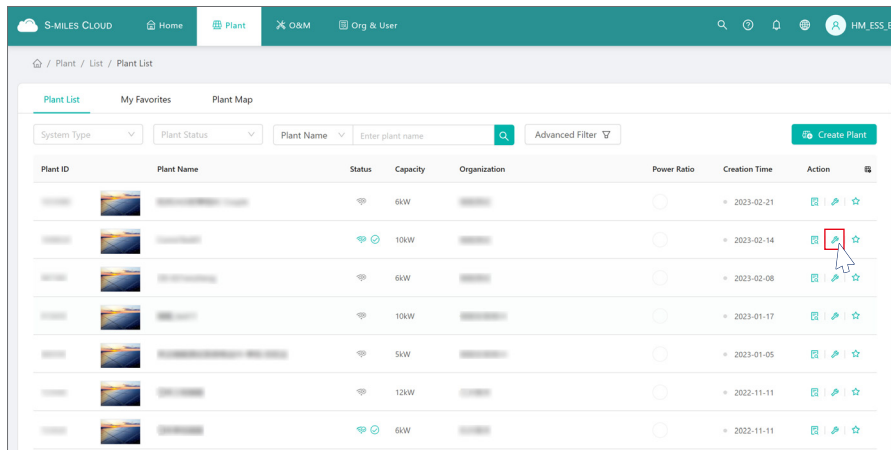 S-MILES CLOUD Home Plant O&M Org & User HM_ESS_E
/ Plant / List / Plant List
Plant List My Favorites Plant Map
System Type Plant Status Plant Name Enter plant name Advanced Filter Create Plant
Plant ID Plant Name Status Capacity Organization Power Ratio Creation Time Action
6kW 2023-02-21
10kW 2023-02-14
6kW 2023-02-08
10kW 2023-01-17
5kW 2023-01-05
12kW 2022-11-11
6kW 2022-11-11